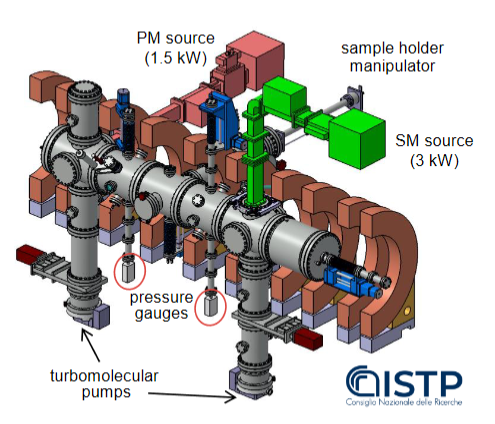 PM source
(1.5 kW)
sample holder
manipulator
SM source
(3 kW)
pressure
gauges
turbomolecular
pumps
ISTP
Consiglio Nazionale delle Ricerche